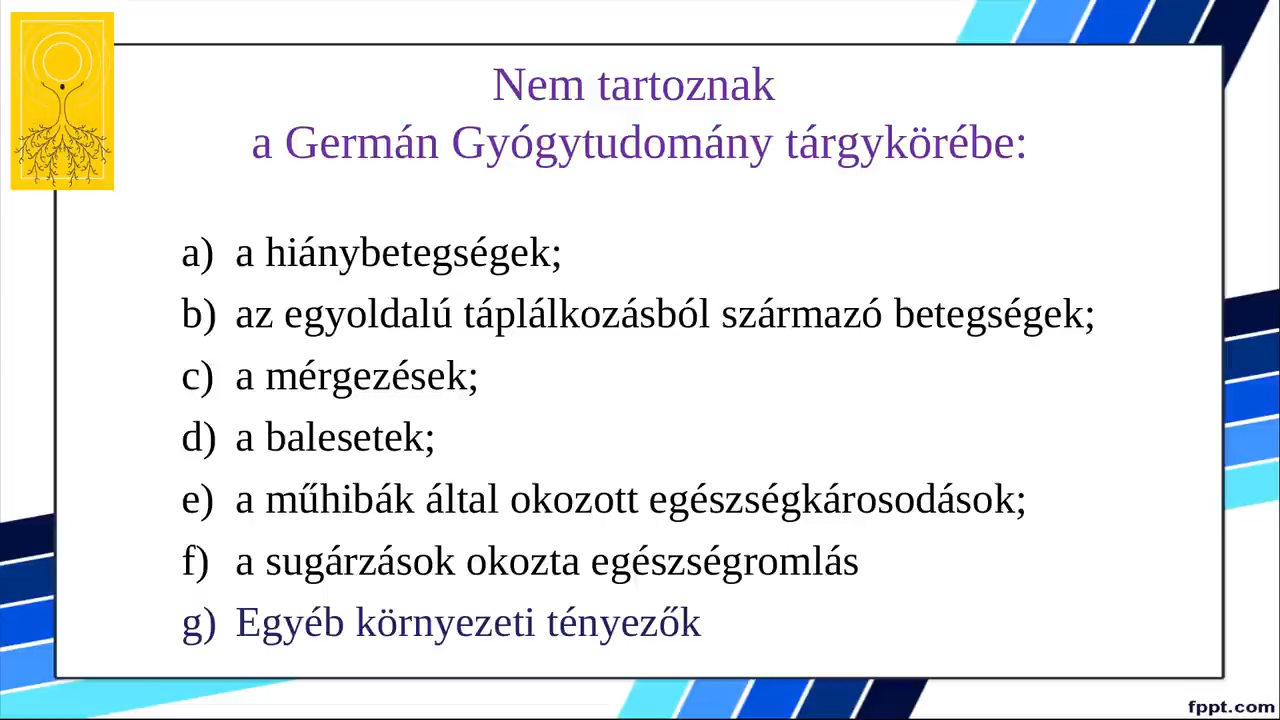 Nem tartoznak
a Germán Gyógytudomány tárgykörébe:
a) a hiánybetegségek;
b) az egyoldalú táplálkozásból származó betegségek;
c) a mérgezések;
d) a balesetek;
e) a műhibák által okozott egészségkárosodások;
f) a sugárzások okozta egészségromlás
g) Egyéb környezeti tényezők
fppt.com